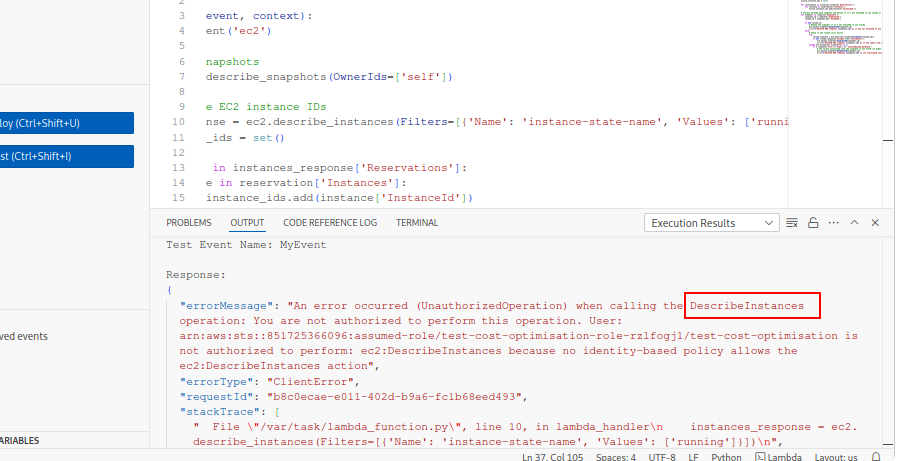 2
3 event, context):
4 ent('ec2')
5
6 napshots
7 describe_snapshots(OwnerIds=['self'])
8
9 e EC2 instance IDs
10 nse = ec2.describe_instances(Filters=[{'Name': 'instance-state-name', 'Values': ['runnin
11 _ids = set()
12
13 in instances_response['Reservations']:
14 e in reservation['Instances']:
15 instance_ids.add(instance['InstanceId'])
loy (Ctrl+Shift+U)
st (Ctrl+Shift+I)
PROBLEMS OUTPUT CODE REFERENCE LOG TERMINAL Execution Results
Test Event Name: MyEvent
Response:
{
"errorMessage": "An error occurred (UnauthorizedOperation) when calling the DescribeInstances
operation: You are not authorized to perform this operation. User:
arn:aws:sts::851725366096:assumed-role/test-cost-optimisation-role-rzlfogj1/test-cost-optimisation is
not authorized to perform: ec2:DescribeInstances because no identity-based policy allows the
ec2:DescribeInstances action",
"errorType": "ClientError",
"requestId": "b8c0ecae-e011-402d-b9a6-fc1b68eed493",
"stackTrace": [
" File \"/var/task/lambda_function.py\", line 10, in lambda_handler\n instances_response = ec2.
describe_instances(Filters=[{'Name': 'instance-state-name', 'Values': ['running']}])\n",
ved events
ARIABLES
Ln 37, Col 105 Spaces: 4 UTF-8 LF Python Lambda Layout: us